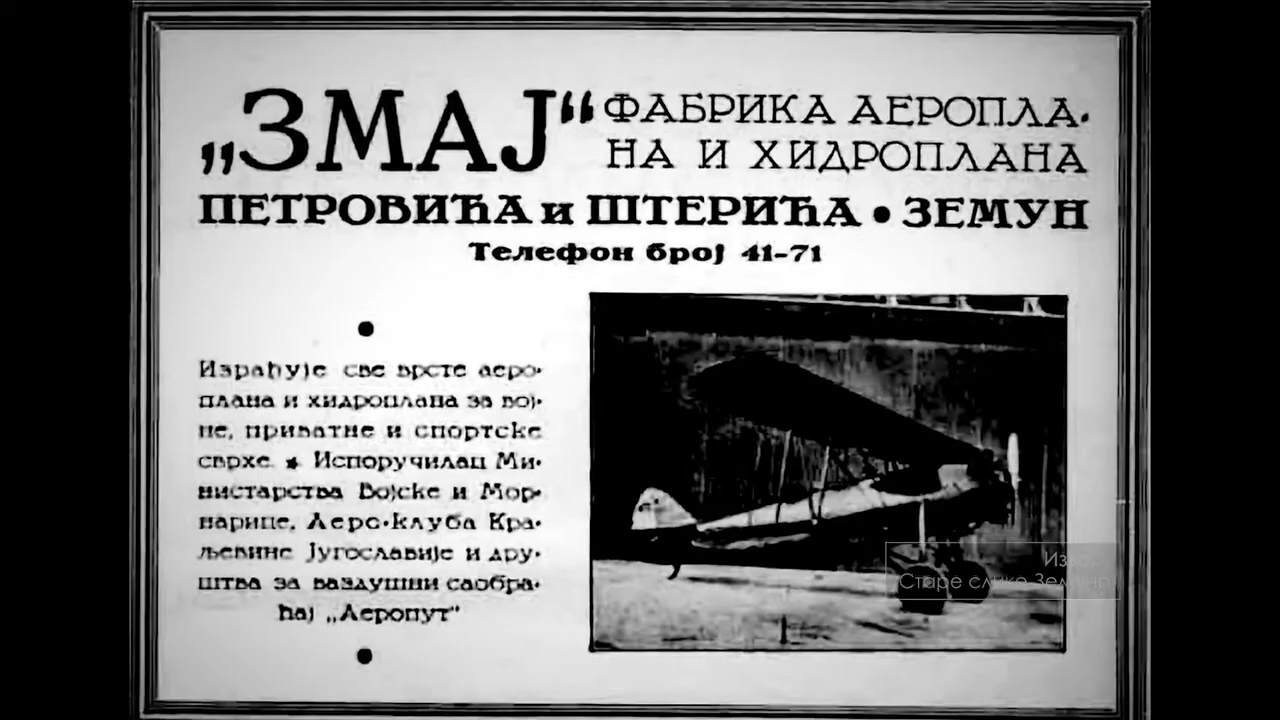 „ЗМАЈ“ ФАБРИКА АЕРОПЛА-
НА И ХИДРОПЛАНА
ПЕТРОВИЋА и ШТЕРИЋА • ЗЕМУН
Телефон број 41-71
Израђује све врсте аеро-
плана и хидроплана за вој-
не, приватне и спортске
сврхе ★ Испоручилац Ми-
нистарства Војске и Мор-
нарице, Аеро-клуба Кра-
љевине Југославије и дру-
штва за ваздушни саобра-
ћај „Аеропут“
Старе слике Земуна